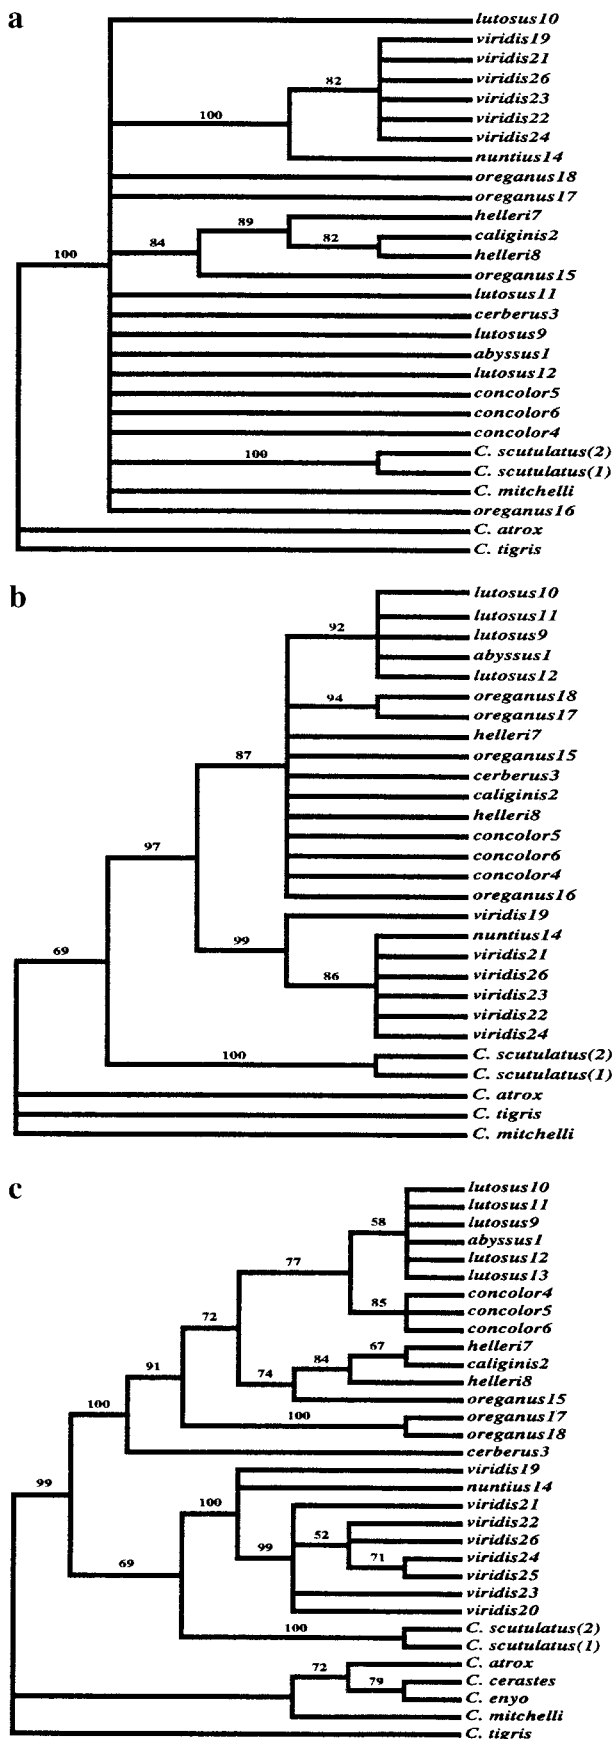 a
lutosus10
viridis19
viridis21
82
viridis26
viridis23
100
viridis22
viridis24
nuntius14
oreganus18
oreganus17
helleri7
89
caliginis2
84
82
helleri8
100
oreganus15
lutosus11
cerberus3
lutosus9
abyssus1
lutosus12
concolor5
concolor6
concolor4
C. scutulatus(2)
100
C. scutulatus(1)
C. mitchelli
oreganus16
C. atrox
C. tigris
b
lutosus10
lutosus11
92
lutosus9
abyssus1
lutosus12
oreganus18
94
oreganus17
helleri7
87
oreganus15
cerberus3
caliginis2
helleri8
concolor5
97
concolor6
concolor4
oreganus16
viridis19
nuntius14
99
69
viridis21
86
viridis26
viridis23
viridis22
viridis24
C. scutulatus(2)
100
C. scutulatus(1)
C. atrox
C. tigris
C. mitchelli
c
lutosus10
lutosus11
58
lutosus9
abyssus1
77
lutosus12
lutosus13
concolor4
85
concolor5
72
concolor6
helleri7
67
84
caliginis2
91
74
helleri8
oreganus15
100
100
oreganus17
oreganus18
cerberus3
viridis19
99
nuntius14
100
viridis21
viridis22
52
viridis26
99
71
viridis24
69
viridis25
viridis23
viridis20
100
C. scutulatus(2)
C. scutulatus(1)
72
C. atrox
79
C. cerastes
C. enyo
C. mitchelli
C. tigris